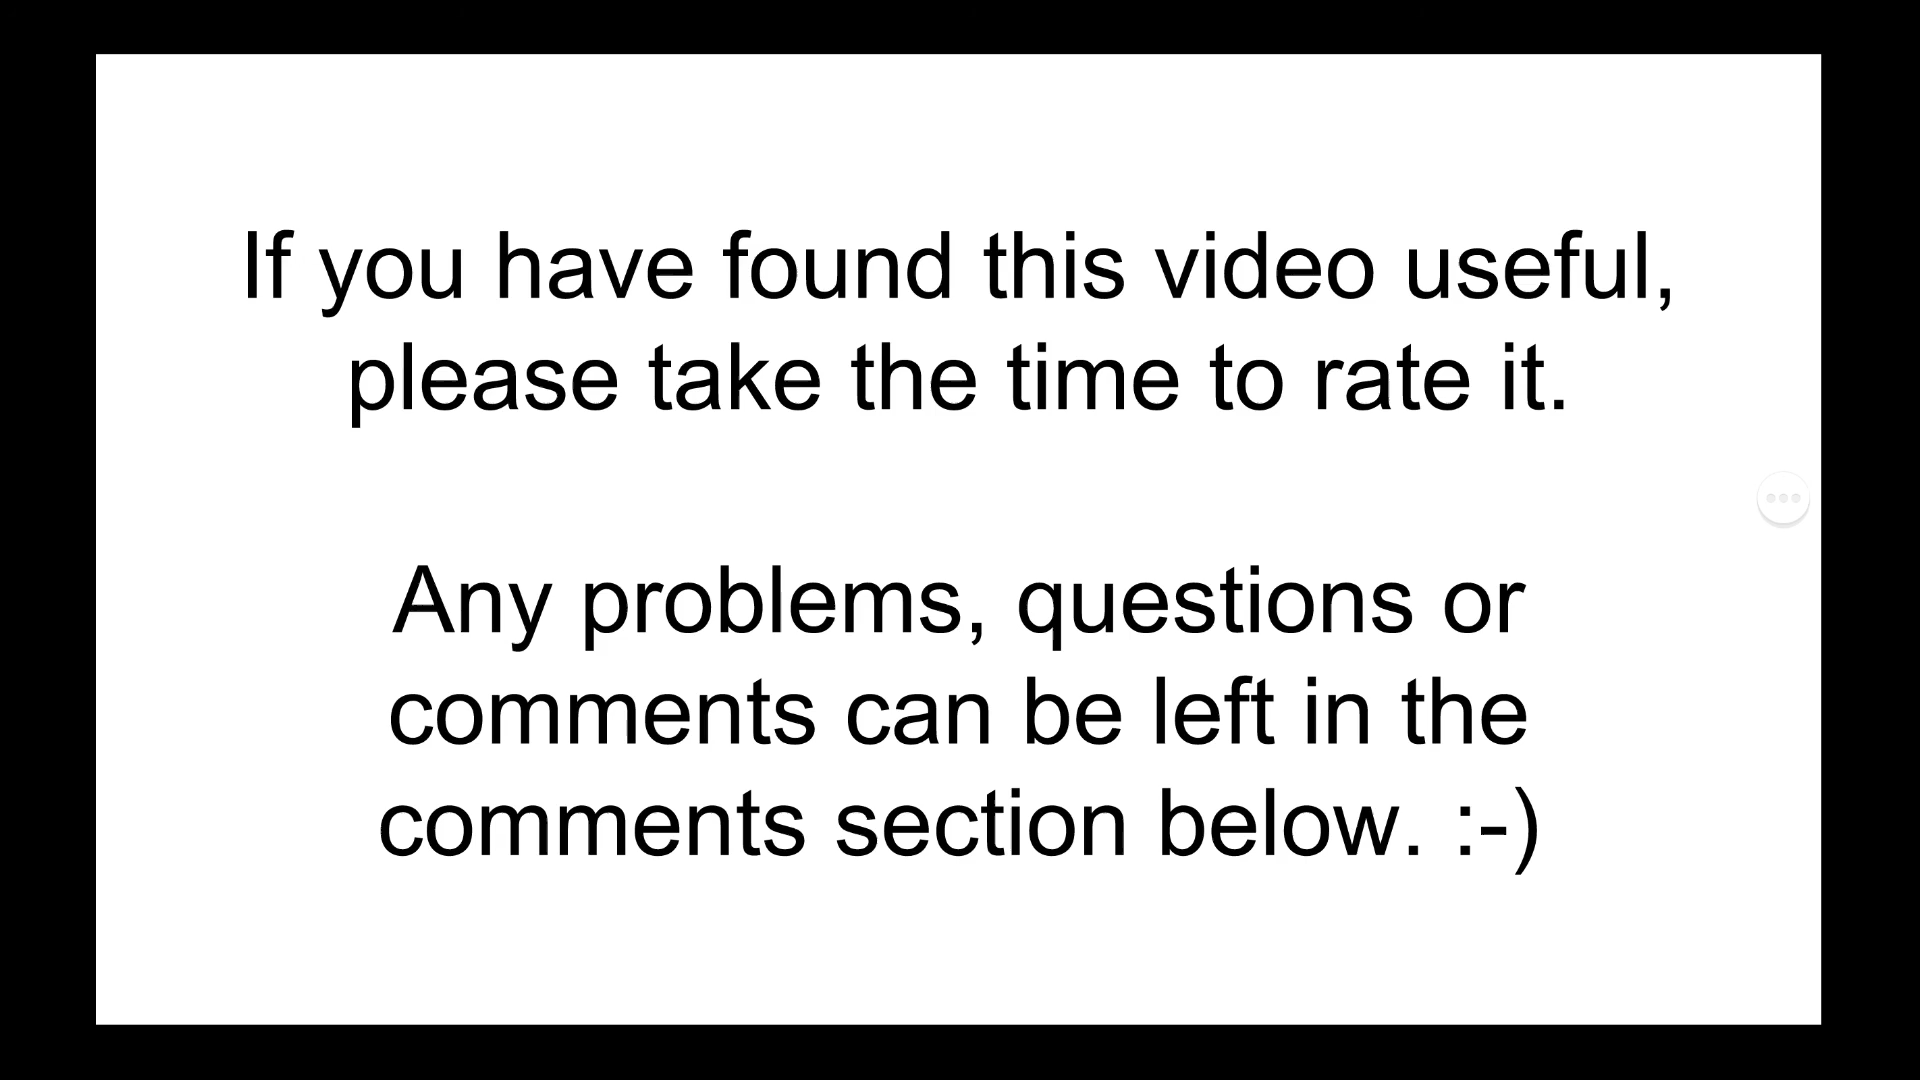 If you have found this video useful,
please take the time to rate it.
Any problems, questions or
comments can be left in the
comments section below. :-)